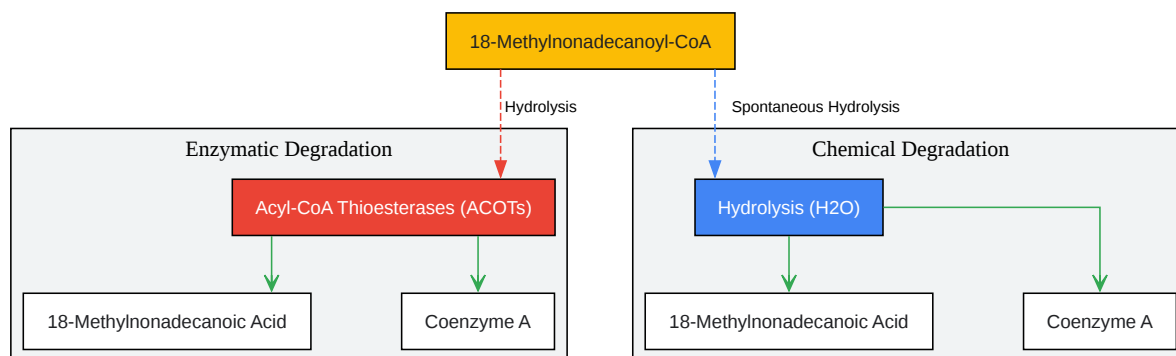 18-Methylnonadecanoyl-CoA
Hydrolysis
Spontaneous Hydrolysis
Enzymatic Degradation
Chemical Degradation
Acyl-CoA Thioesterases (ACOTs)
Hydrolysis (H2O)
18-Methylnonadecanoic Acid
Coenzyme A
18-Methylnonadecanoic Acid
Coenzyme A